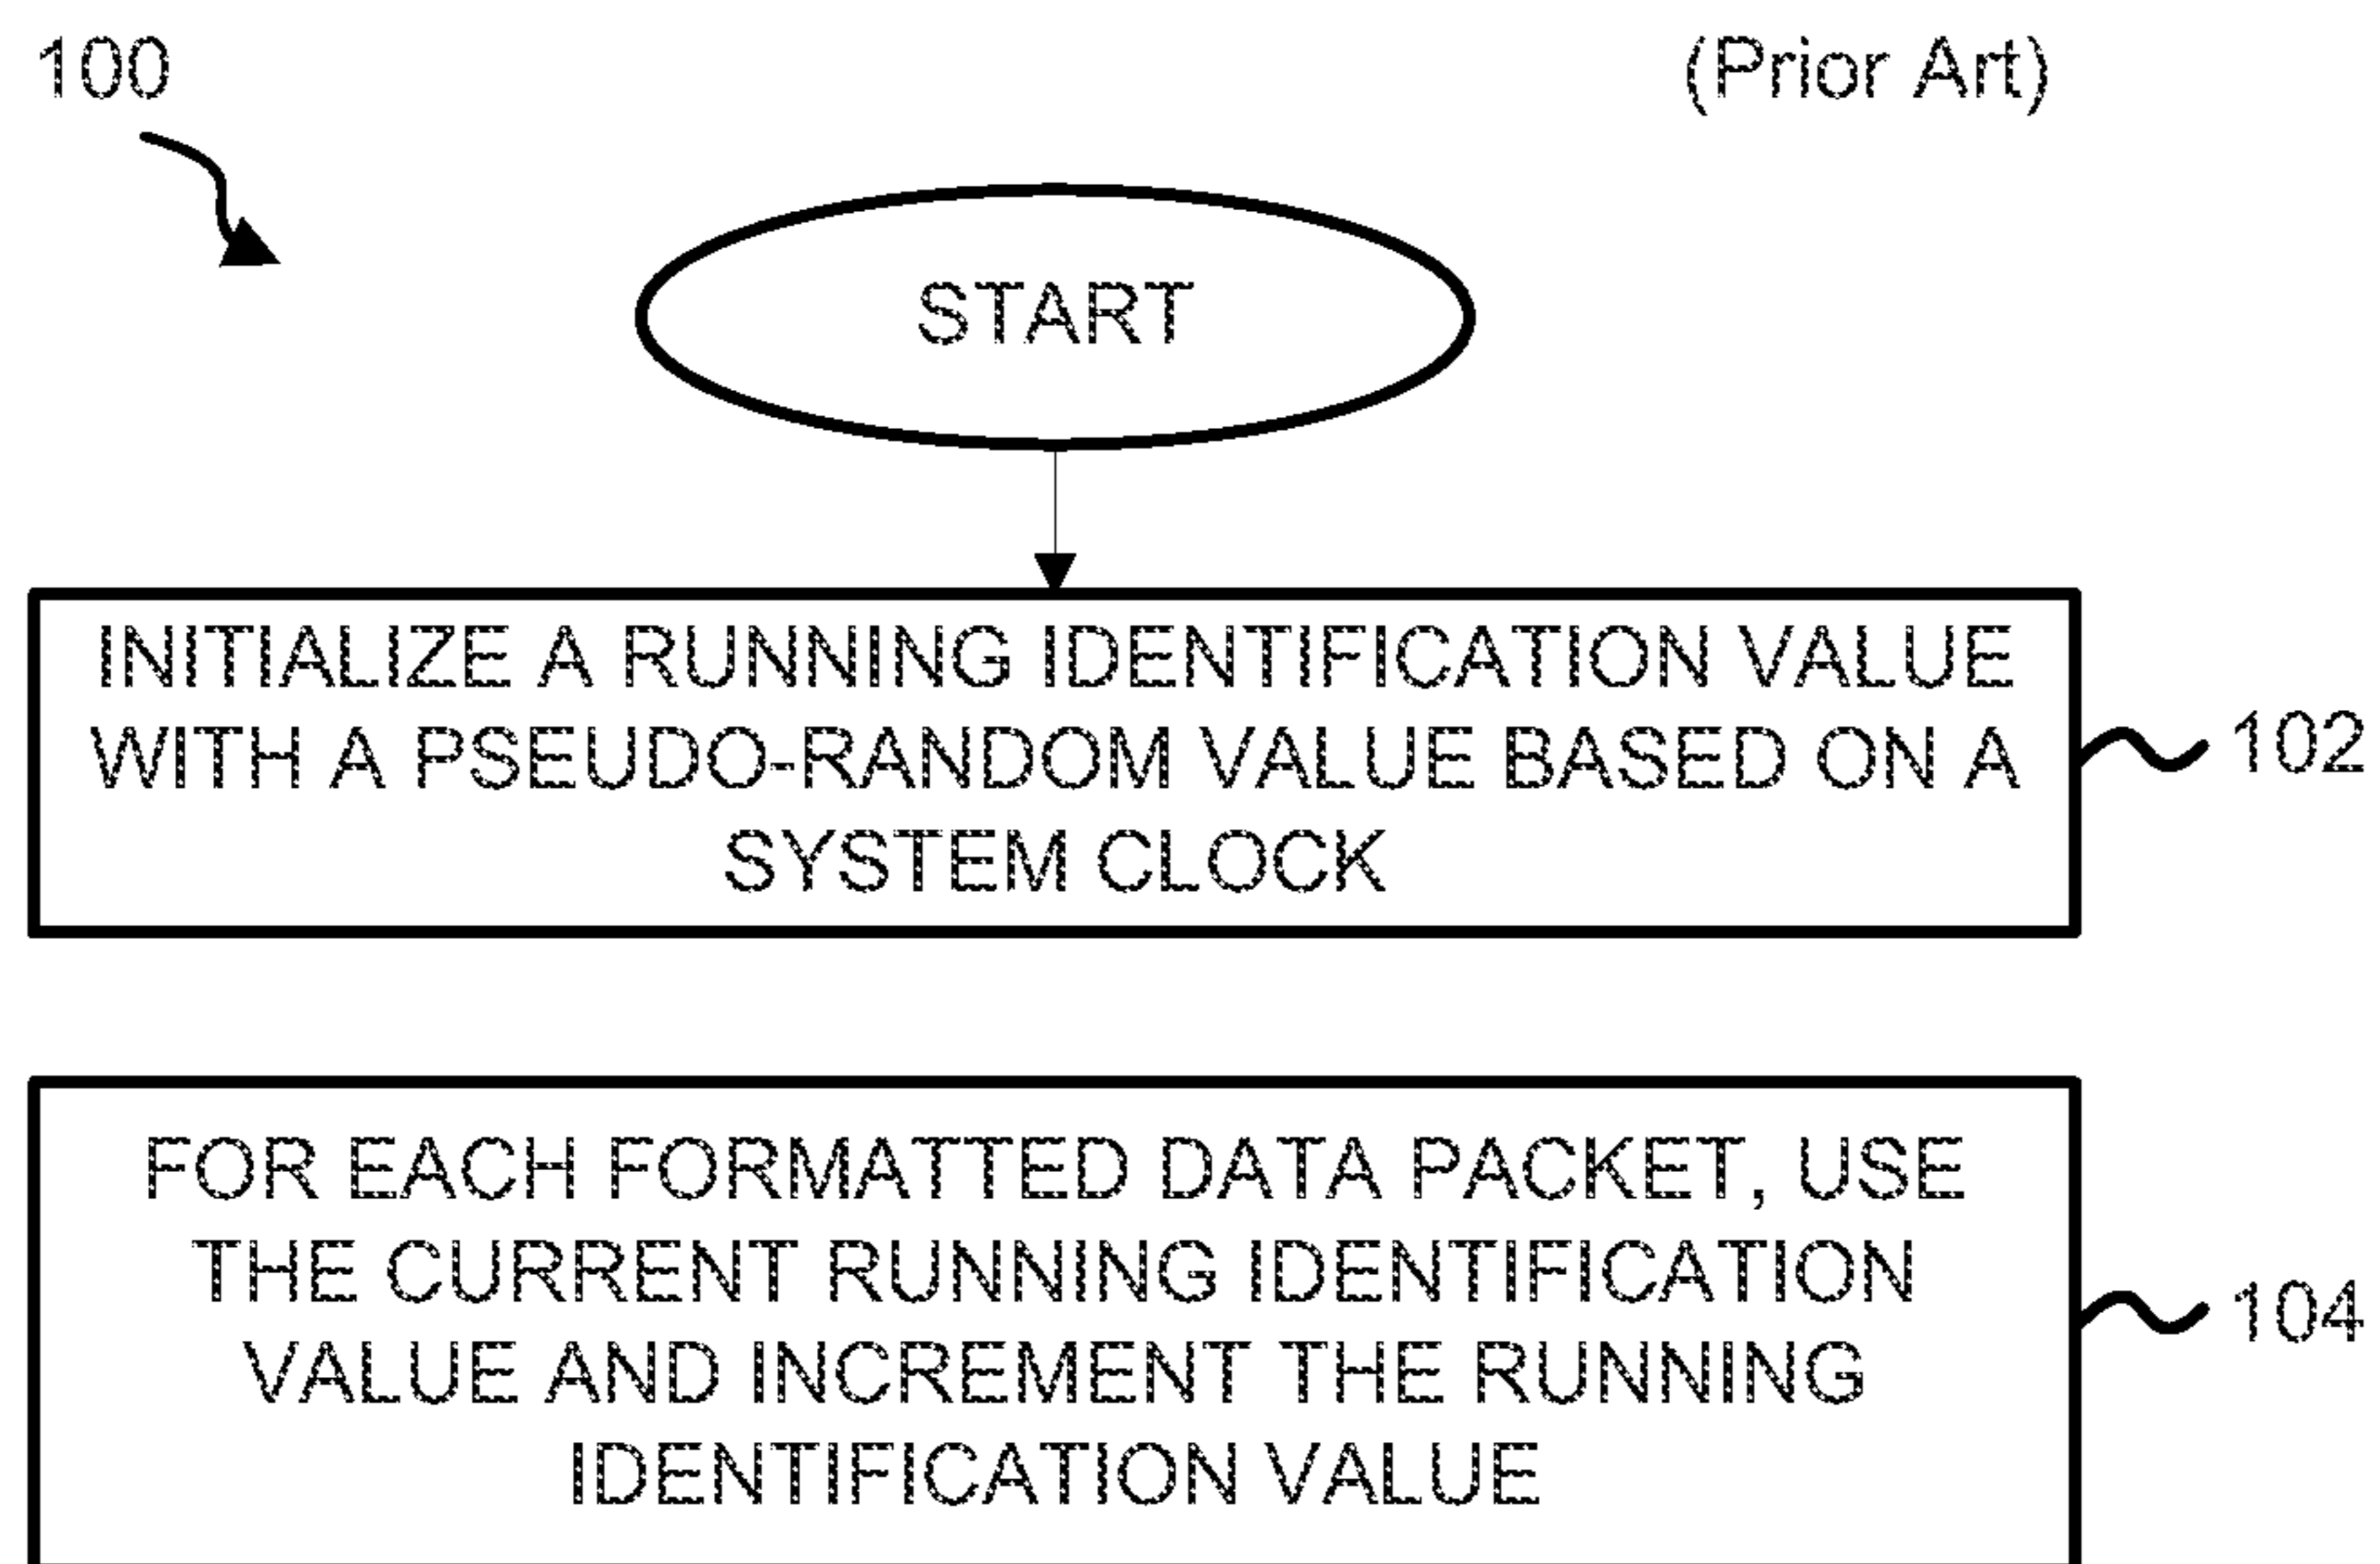 100
(Prior Art)
START
INITIALIZE A RUNNING IDENTIFICATION VALUE
WITH A PSEUDO-RANDOM VALUE BASED ON A
SYSTEM CLOCK
102
FOR EACH FORMATTED DATA PACKET, USE
THE CURRENT RUNNING IDENTIFICATION
VALUE AND INCREMENT THE RUNNING
IDENTIFICATION VALUE
104